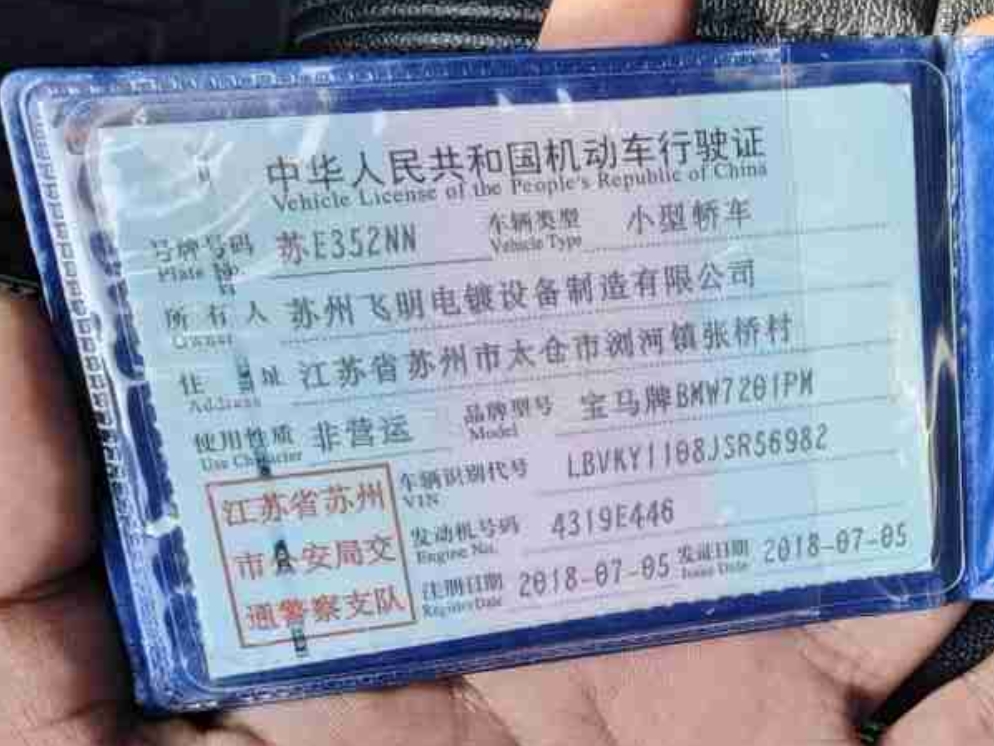 中华人民共和国机动车行驶证
Vehicle License of the People's Republic of China
号牌号码 苏E352NN 车辆类型 小型轿车
Plate No. Vehicle Type
所有人 苏州飞明电镀设备制造有限公司
Owner
住址 江苏省苏州市太仓市浏河镇张桥村
Address
使用性质 非营运 品牌型号 宝马牌BMW7201PM
Use Character Model
车辆识别代号 LBVKY1108JSR56982
VIN
发动机号码 4319E446
Engine No.
注册日期 2018-07-05 发证日期 2018-07-05
Register Date Issue Date
江苏省苏州
市公安局交
通警察支队